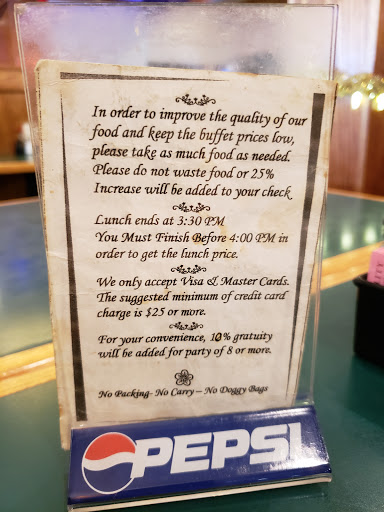 In order to improve the quality of our
food and keep the buffet prices low,
please take as much food as needed.
Please do not waste food or 25%
Increase will be added to your check
Lunch ends at 3:30 PM
You Must Finish Before 4:00 PM in
order to get the lunch price.
We only accept Visa & Master Cards.
The suggested minimum of credit card
charge is $25 or more.
For your convenience, 10% gratuity
will be added for party of 8 or more.
No Packing- No Carry – No Doggy Bags
PEPSI